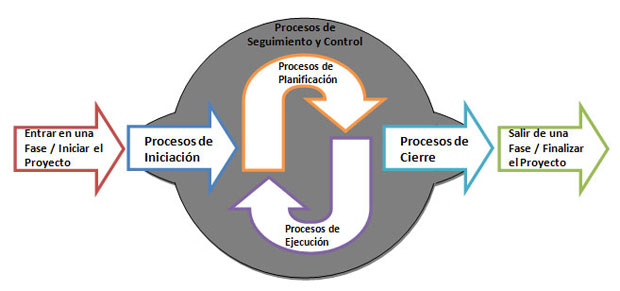 Procesos de
Seguimiento y Control
Procesos de
Planificación
Entrar en una
Fase / Iniciar el
Proyecto
Procesos de
Iniciación
Procesos de
Cierre
Salir de una
Fase / Finalizar
el Proyecto
Procesos de
Ejecución